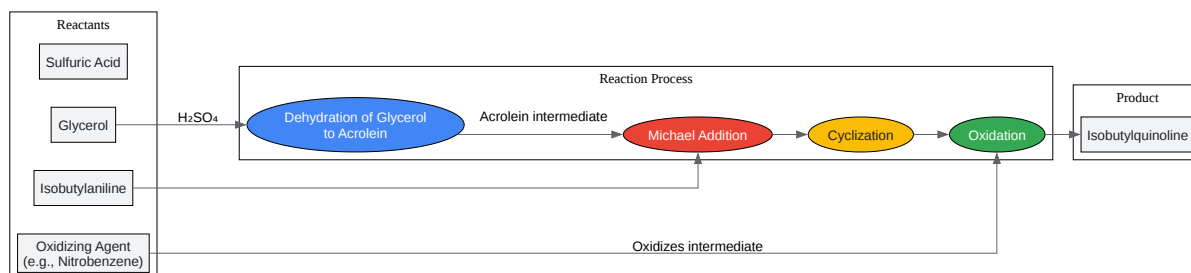 Reactants
Sulfuric Acid
Glycerol
Isobutylaniline
Oxidizing Agent
(e.g., Nitrobenzene)
H₂SO₄
Reaction Process
Dehydration of Glycerol
to Acrolein
Acrolein intermediate
Michael Addition
Cyclization
Oxidation
Oxidizes intermediate
Product
Isobutylquinoline